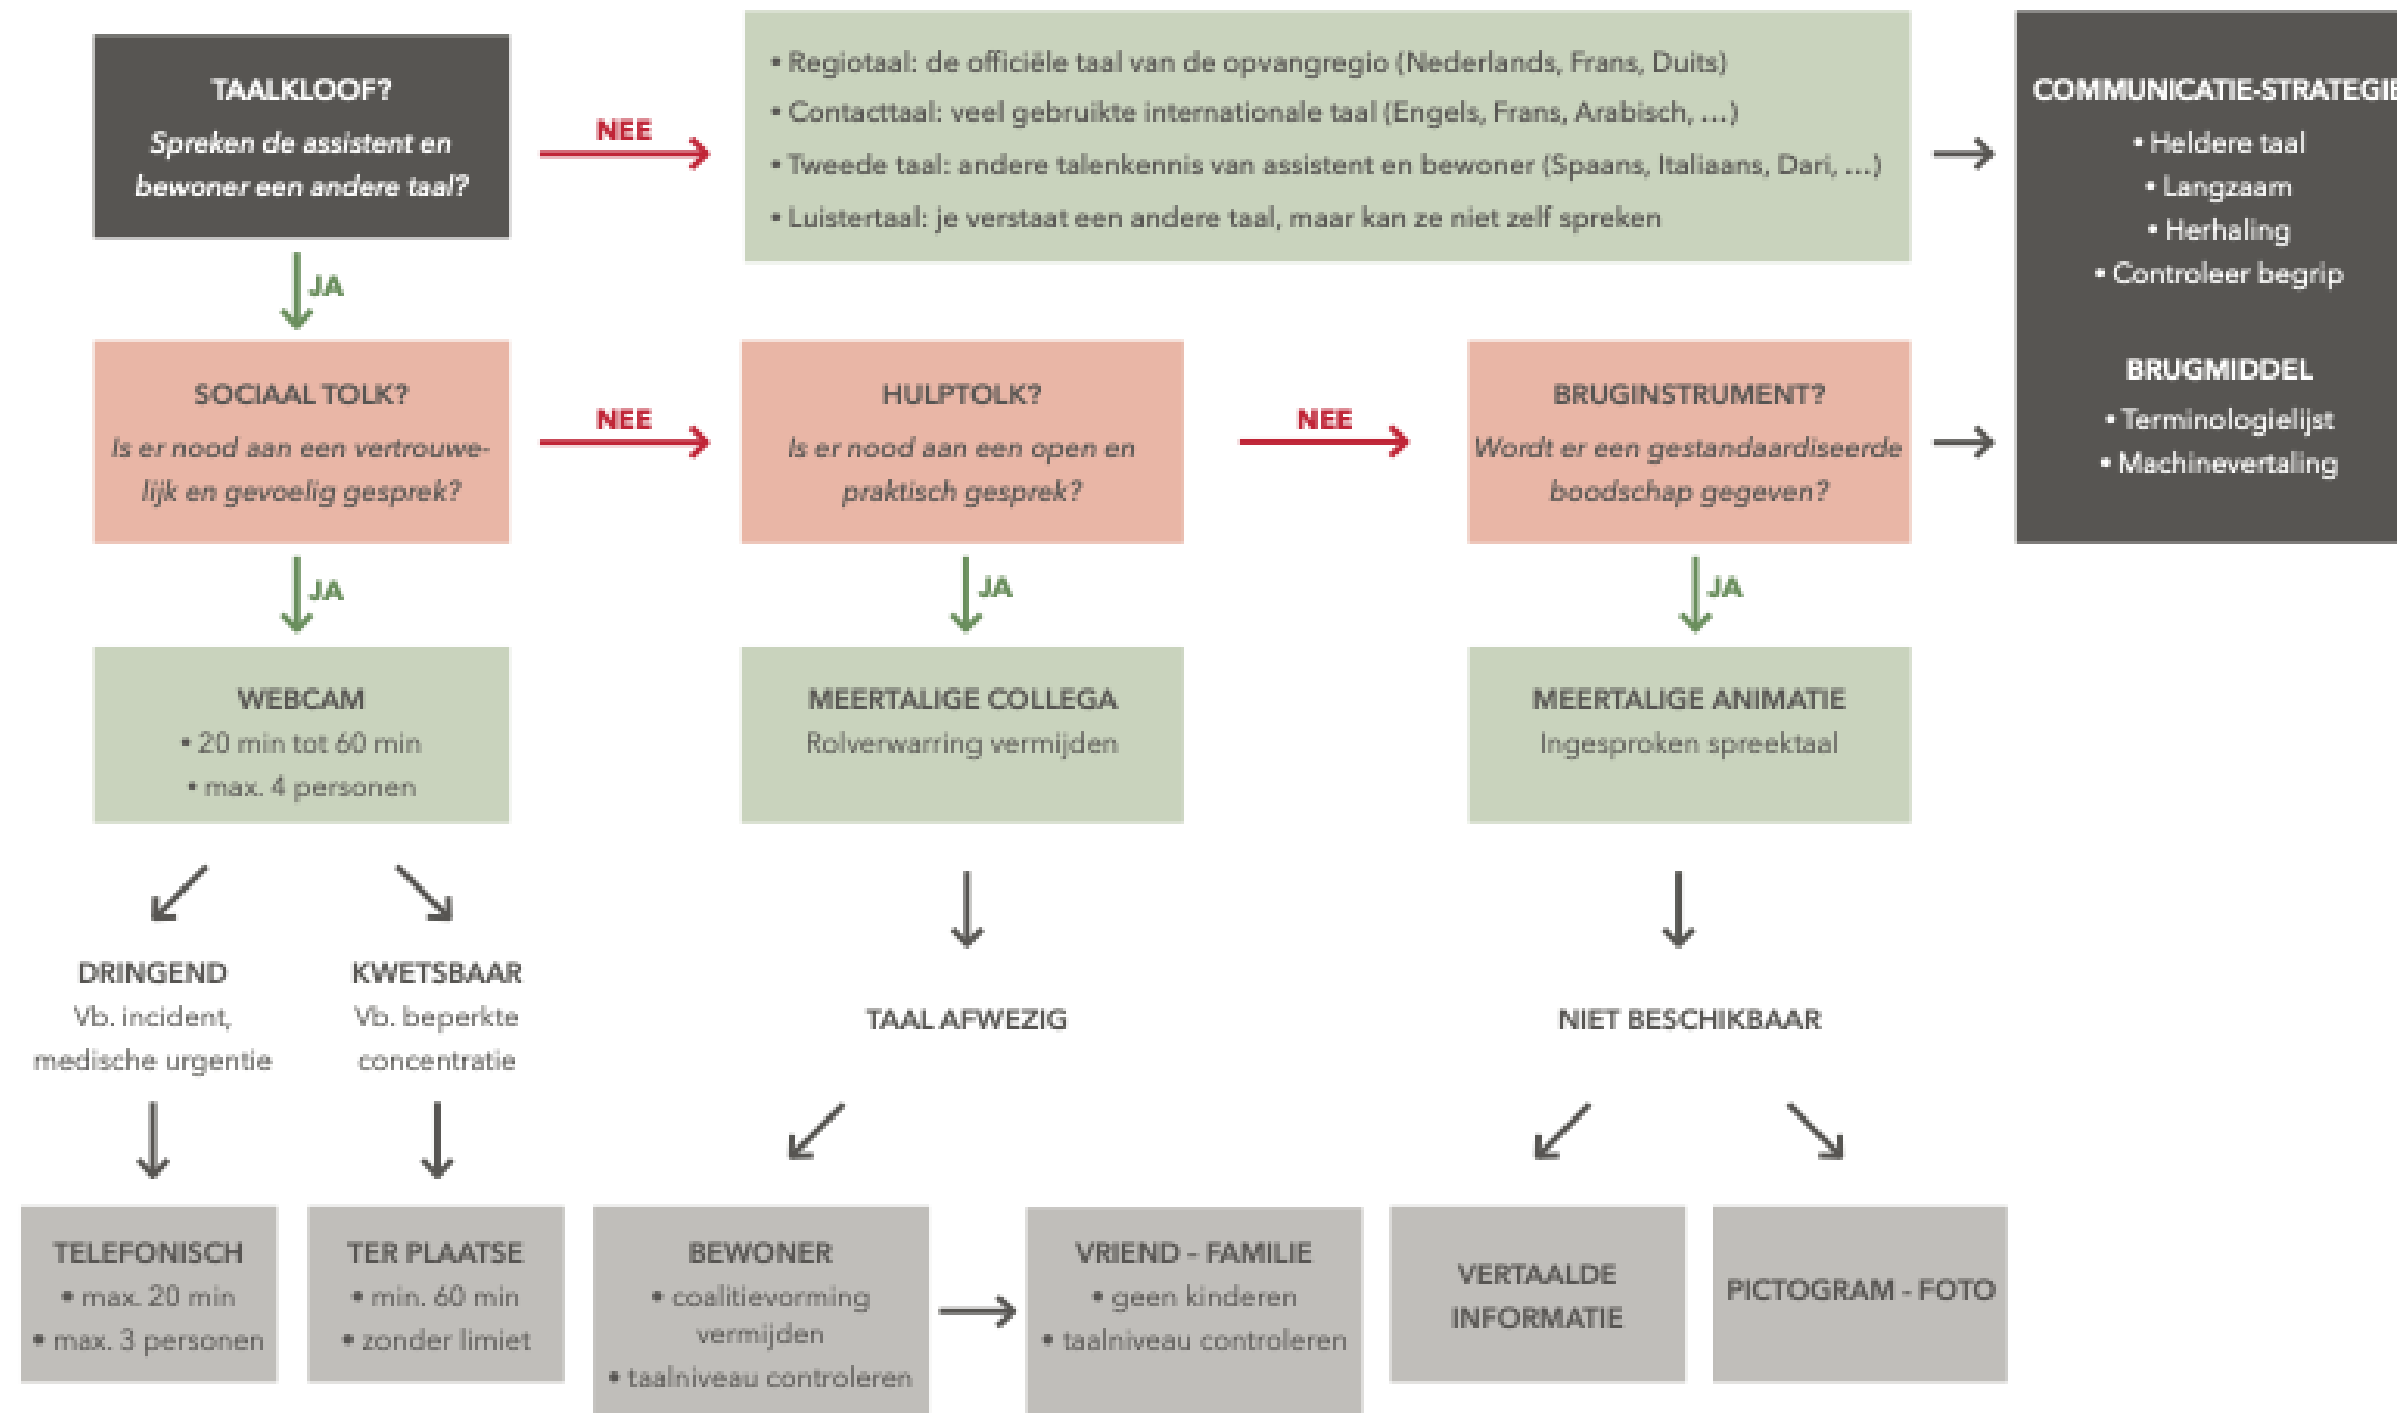 TAALKLOOF?
Spreken de assistent en
bewoner een andere taal?
NEE
• Regiotaal: de officiële taal van de opvangregio (Nederlands, Frans, Duits)
• Contacttaal: veel gebruikte internationale taal (Engels, Frans, Arabisch, ...)
• Tweede taal: andere talenkennis van assistent en bewoner (Spaans, Italiaans, Dari, ...)
• Luistertaal: je verstaat een andere taal, maar kan ze niet zelf spreken
COMMUNICATIE-STRATEGIE
• Heldere taal
• Langzaam
• Herhaling
• Controleer begrip
BRUGMIDDEL
• Terminologielijst
• Machinevertaling
JA
SOCIAAL TOLK?
Is er nood aan een vertrouwe-
lijk en gevoelig gesprek?
NEE
HULPTOLK?
Is er nood aan een open en
praktisch gesprek?
NEE
BRUGINSTRUMENT?
Wordt er een gestandaardiseerde
boodschap gegeven?
JA
JA
JA
WEBCAM
• 20 min tot 60 min
• max. 4 personen
MEERTALIGE COLLEGA
Rolverwarring vermijden
MEERTALIGE ANIMATIE
Ingesproken spreektaal
DRINGEND
Vb. incident,
medische urgentie
KWETSBAAR
Vb. beperkte
concentratie
TAAL AFWEZIG
NIET BESCHIKBAAR
TELEFONISCH
• max. 20 min
• max. 3 personen
TER PLAATSE
• min. 60 min
• zonder limiet
BEWONER
• coalitievorming
vermijden
• taalniveau controleren
VRIEND - FAMILIE
• geen kinderen
• taalniveau controleren
VERTAALDE
INFORMATIE
PICTOGRAM - FOTO